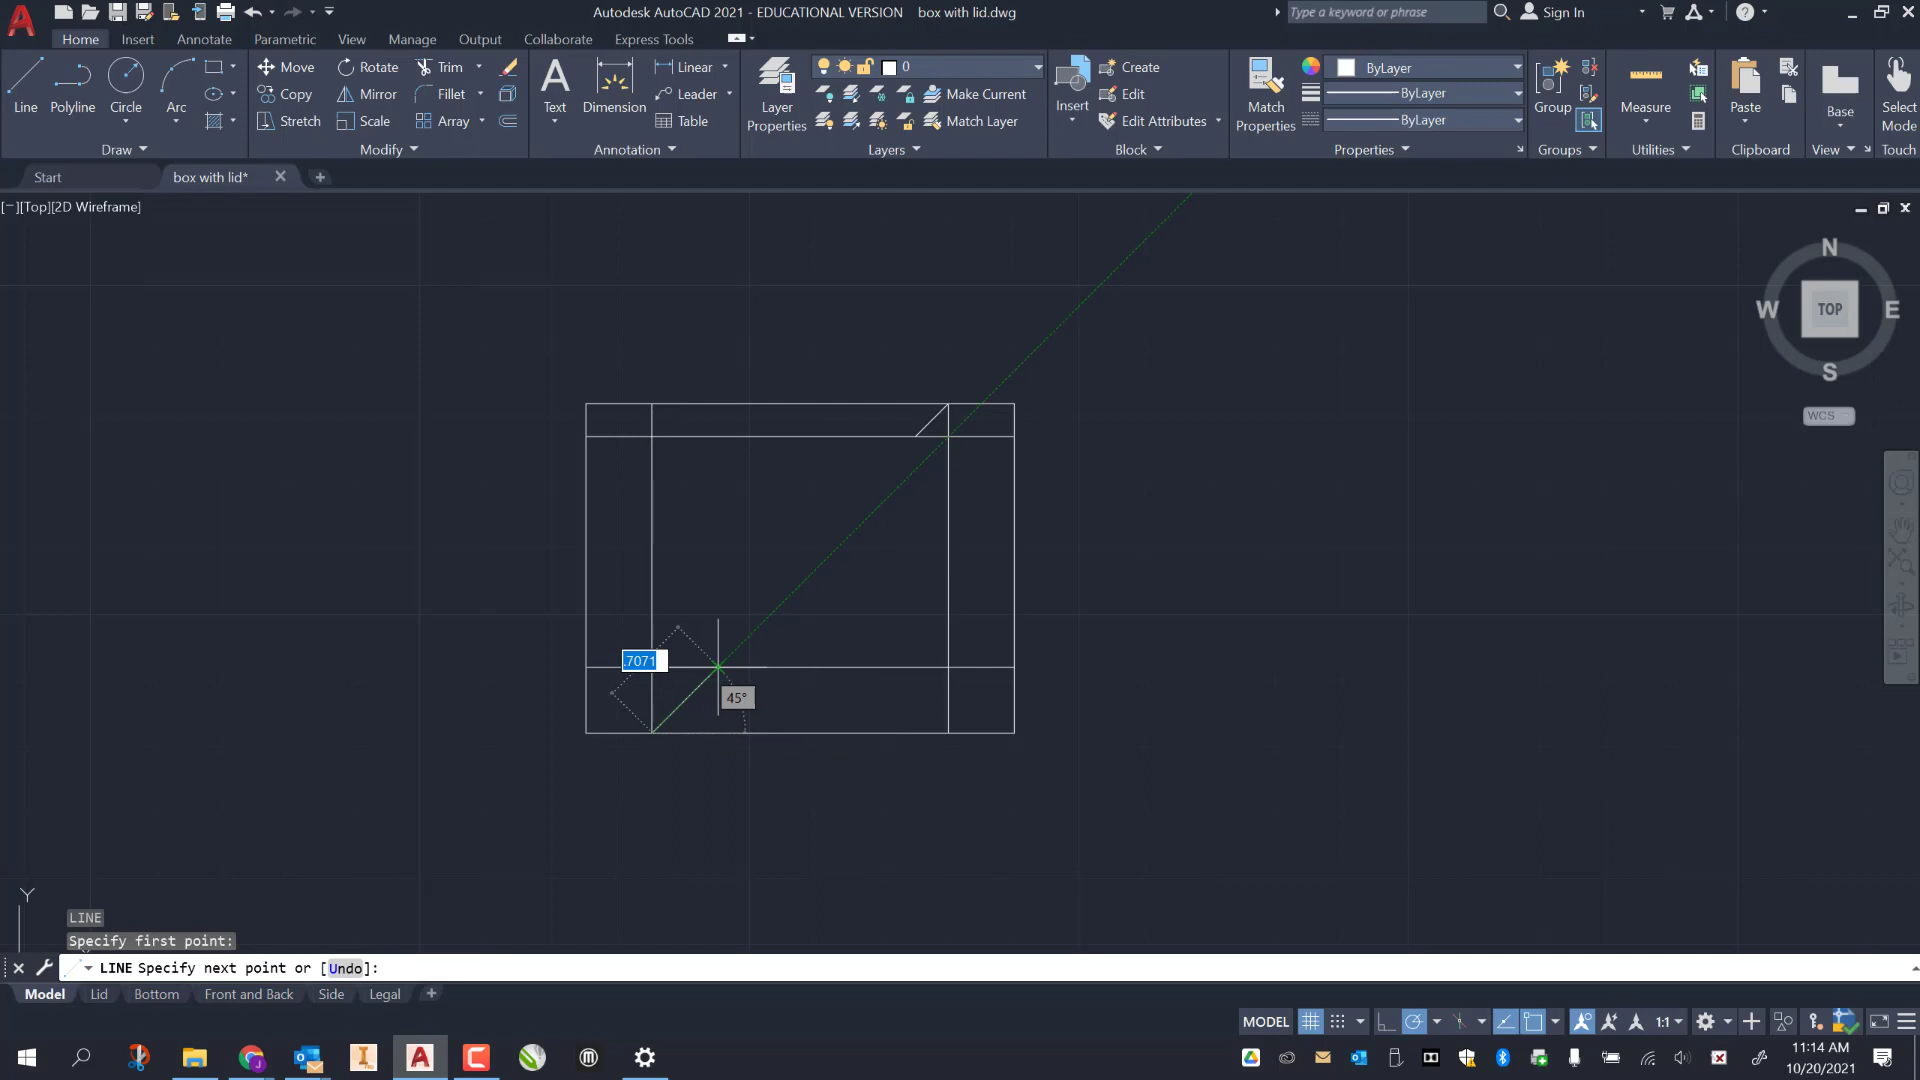 Autodesk AutoCAD 2021 - EDUCATIONAL VERSION box with lid.dwg
Type a keyword or phrase
Sign In
Home Insert Annotate Parametric View Manage Output Collaborate Express Tools
Line Polyline Circle Arc
Draw
Move Rotate Trim
Copy Mirror Fillet
Stretch Scale Array
Modify
Text Dimension
Linear
Leader
Table
Annotation
Layer Properties
0
Make Current
Match Layer
Layers
Insert
Create
Edit
Edit Attributes
Block
Match Properties
ByLayer
ByLayer
ByLayer
Properties
Group
Groups
Measure
Utilities
Paste
Clipboard
Base
View
Select Mode
Touch
Start box with lid*
[−][Top][2D Wireframe]
N
W TOP E
S
WCS
.7071
45°
Y
LINE
Specify first point:
LINE Specify next point or [Undo]:
Model Lid Bottom Front and Back Side Legal
MODEL 1:1
11:14 AM
10/20/2021